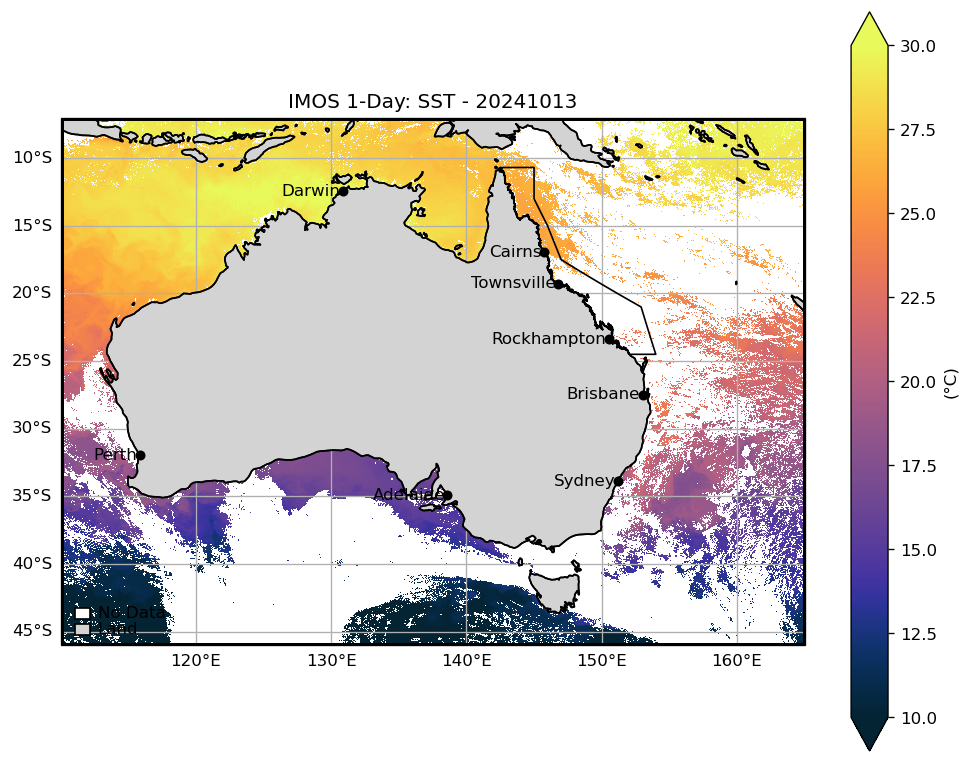 IMOS 1-Day: SST - 20241013
30.0
27.5
25.0
22.5
20.0
17.5
15.0
12.5
10.0
(°C)
10°S
15°S
20°S
25°S
30°S
35°S
40°S
45°S
Darwin
Cairns
Townsville
Rockhampton
Brisbane
Perth
Sydney
Adelaide
No Data
Land
120°E
130°E
140°E
150°E
160°E